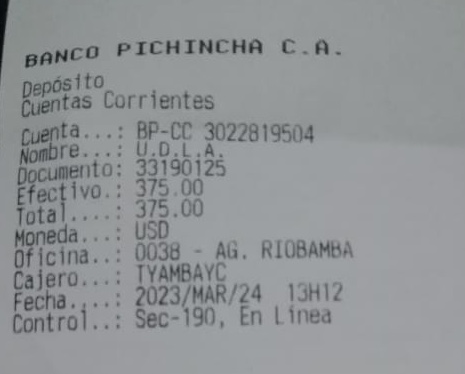 BANCO PICHINCHA C.A.
Depósito
Cuentas Corrientes
Cuenta...: BP-CC 3022819504
Nombre...: U.D.L.A.
Documento: 33190125
Efectivo.: 375.00
Total....: 375.00
Moneda...: USD
Oficina..: 0038 - AG. RIOBAMBA
Cajero...: TYAMBAYC
Fecha....: 2023/MAR/24 13H12
Control..: Sec-190, En Línea